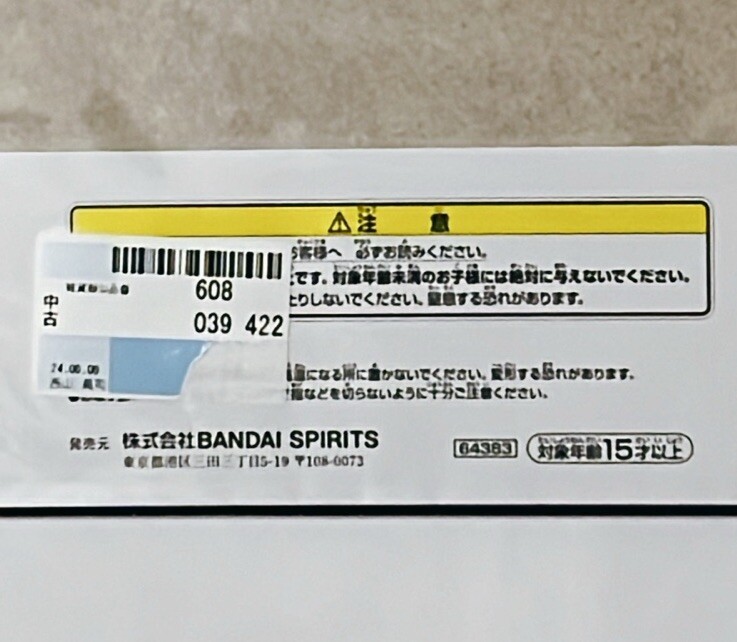 ⚠注 意
お客様へ 必ずお読みください。
です。対象年齢未満のお子様には絶対に与えないでください。
たりしないでください。窒息する恐れがあります。
608
中古
039 422
になる所に置かないでください。変形する恐れがあります。
などを切らないように十分ご注意ください。
発売元 株式会社BANDAI SPIRITS
東京都港区三田三丁目5-19 〒108-0073
64383
対象年齢15才以上